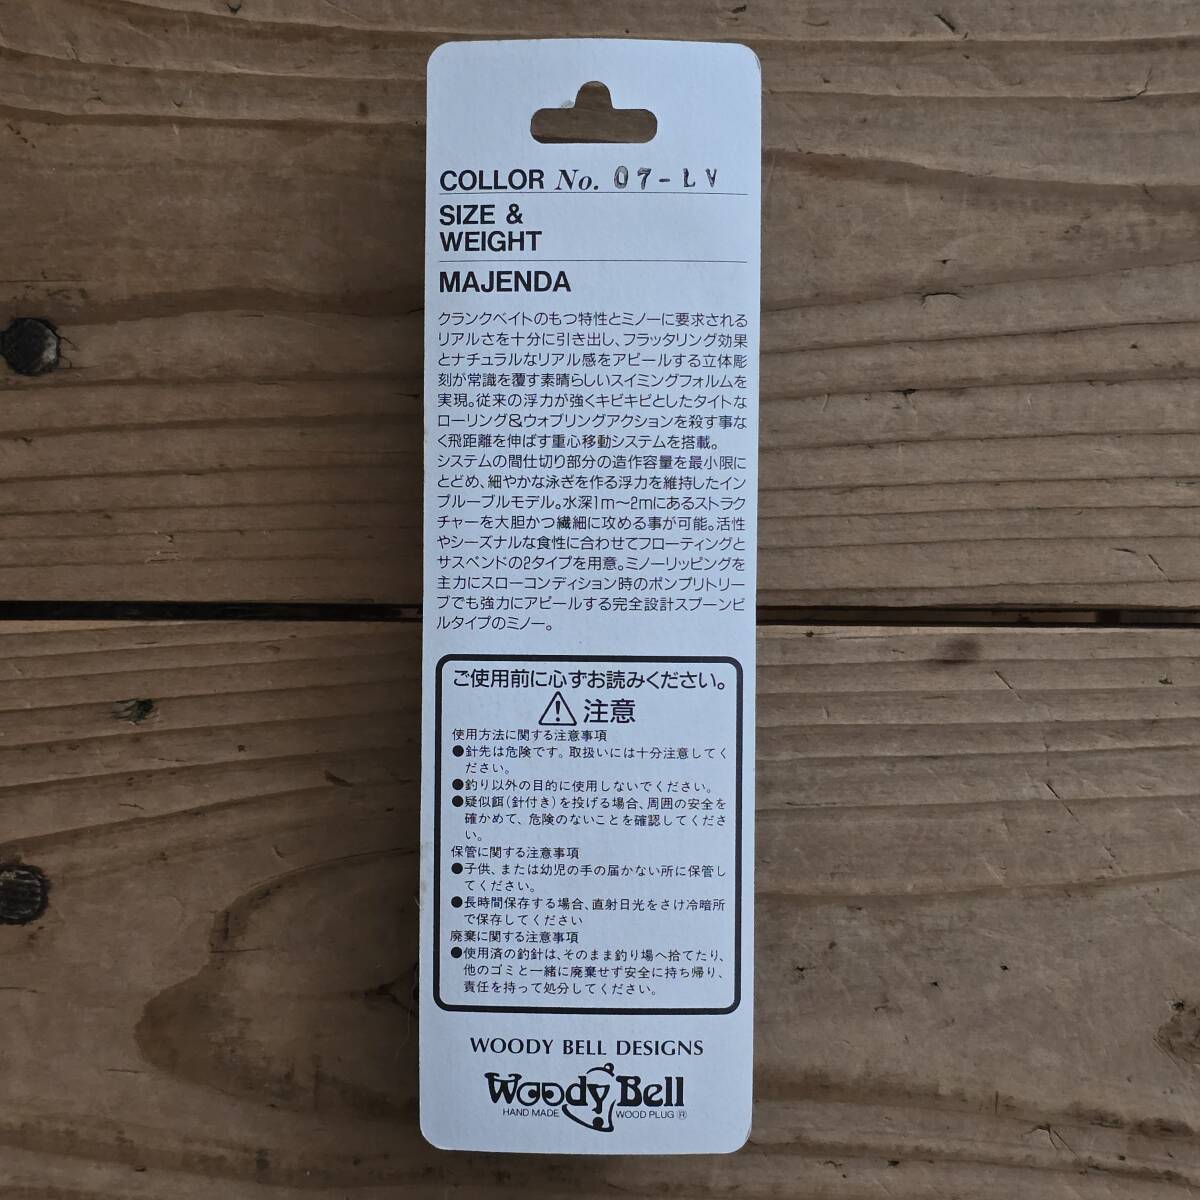 COLLOR No. 07-LV
SIZE &
WEIGHT
MAJENDA
クランクベイトのもつ特性とミノーに要求される
リアルさを十分に引き出し、フラッタリング効果
とナチュラルなリアル感をアピールする立体彫
刻が常識を覆す素晴らしいスイミングフォルムを
実現。従来の浮力が強くキビキビとしたタイトな
ローリング&ウォブリングアクションを殺す事な
く飛距離を伸ばす重心移動システムを搭載。
システムの間仕切り部分の造作容量を最小限に
とどめ、細やかな泳ぎを作る浮力を維持したイン
プルーブルモデル。水深1m〜2mにあるストラク
チャーを大胆かつ繊細に攻める事が可能。活性
やシーズナルな食性に合わせてフローティングと
サスペンドの2タイプを用意。ミノーリッピングを
主力にスローコンディション時のポンプリトリー
ブでも強力にアピールする完全設計スプーンビ
ルタイプのミノー。
ご使用前に必ずお読みください。
注意
使用方法に関する注意事項
●針先は危険です。取扱いには十分注意してく
ださい。
●釣り以外の目的に使用しないでください。
●疑似餌(針付き)を投げる場合、周囲の安全を
確かめて、危険のないことを確認してくださ
い。
保管に関する注意事項
●子供、または幼児の手の届かない所に保管し
てください。
●長時間保存する場合、直射日光をさけ冷暗所
で保存してください
廃棄に関する注意事項
●使用済の釣針は、そのまま釣り場へ捨てたり、
他のゴミと一緒に廃棄せず安全に持ち帰り、
責任を持って処分してください。
WOODY BELL DESIGNS
Woody Bell
HAND MADE WOOD PLUG ®